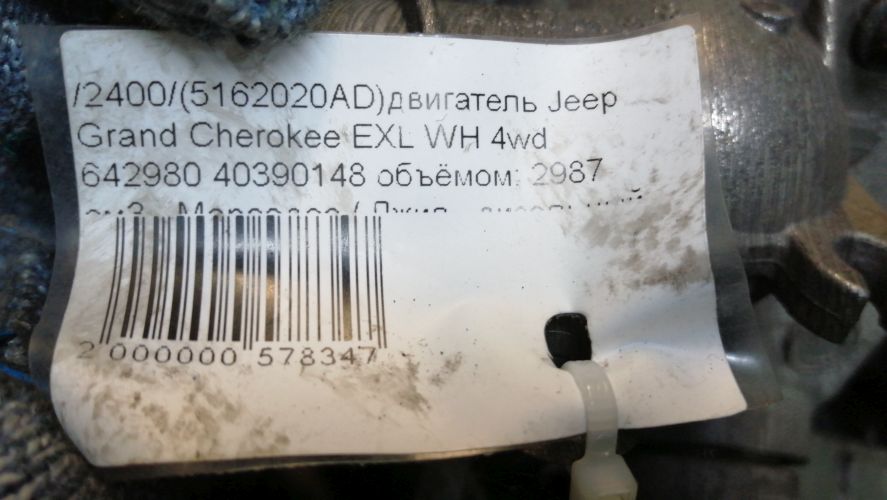 /2400/(5162020AD)двигатель Jeep
Grand Cherokee EXL WH 4wd
642980 40390148 объёмом: 2987
2 000000 578347